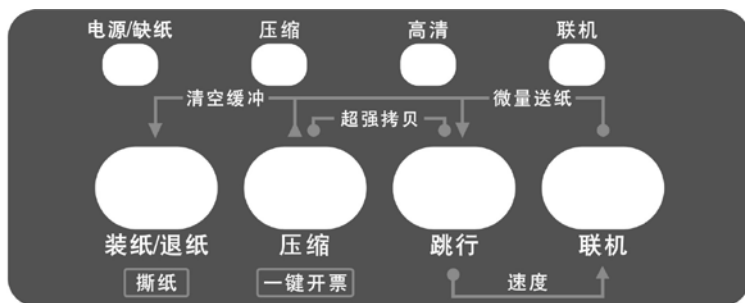 电源/缺纸 压缩 高清 联机
清空缓冲 微量送纸
超强拷贝
装纸/退纸 压缩 跳行 联机
撕纸 一键开票 速度